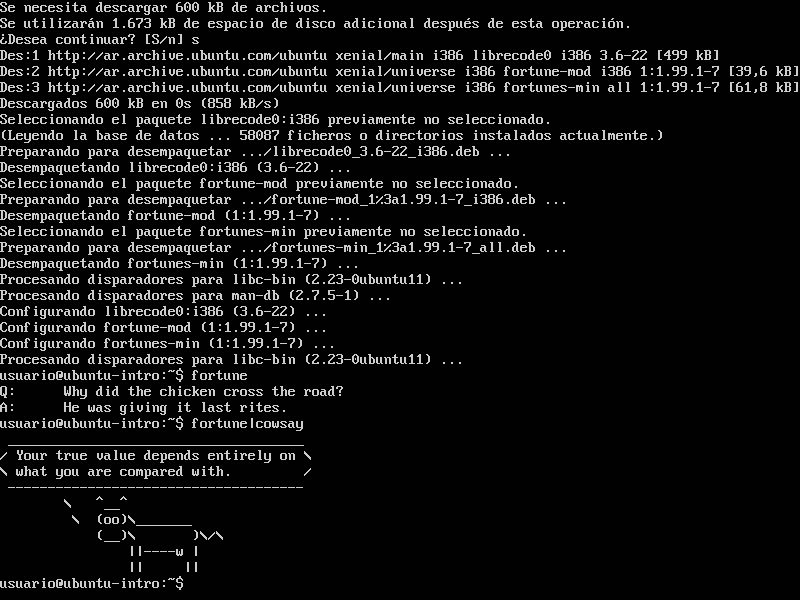 Se necesita descargar 600 kB de archivos.
Se utilizarán 1.673 kB de espacio de disco adicional después de esta operación.
¿Desea continuar? [S/n] s
Des:1 http://ar.archive.ubuntu.com/ubuntu xenial/main i386 librecode0 i386 3.6-22 [499 kB]
Des:2 http://ar.archive.ubuntu.com/ubuntu xenial/universe i386 fortune-mod i386 1:1.99.1-7 [39,6 kB]
Des:3 http://ar.archive.ubuntu.com/ubuntu xenial/universe i386 fortunes-min all 1:1.99.1-7 [61,8 kB]
Descargados 600 kB en 0s (858 kB/s)
Seleccionando el paquete librecode0:i386 previamente no seleccionado.
(Leyendo la base de datos ... 58087 ficheros o directorios instalados actualmente.)
Preparando para desempaquetar .../librecode0_3.6-22_i386.deb ...
Desempaquetando librecode0:i386 (3.6-22) ...
Seleccionando el paquete fortune-mod previamente no seleccionado.
Preparando para desempaquetar .../fortune-mod_1%3a1.99.1-7_i386.deb ...
Desempaquetando fortune-mod (1:1.99.1-7) ...
Seleccionando el paquete fortunes-min previamente no seleccionado.
Preparando para desempaquetar .../fortunes-min_1%3a1.99.1-7_all.deb ...
Desempaquetando fortunes-min (1:1.99.1-7) ...
Procesando disparadores para libc-bin (2.23-0ubuntu11) ...
Procesando disparadores para man-db (2.7.5-1) ...
Configurando librecode0:i386 (3.6-22) ...
Configurando fortune-mod (1:1.99.1-7) ...
Configurando fortunes-min (1:1.99.1-7) ...
Procesando disparadores para libc-bin (2.23-0ubuntu11) ...
usuario@ubuntu-intro:~$ fortune
Q:      Why did the chicken cross the road?
A:      He was giving it last rites.
usuario@ubuntu-intro:~$ fortune|cowsay
 _____________________________________
/ Your true value depends entirely on \
\ what you are compared with.         /
 -------------------------------------
        \   ^__^
         \  (oo)\_______
            (__)\       )\/\
                ||----w |
                ||     ||
usuario@ubuntu-intro:~$